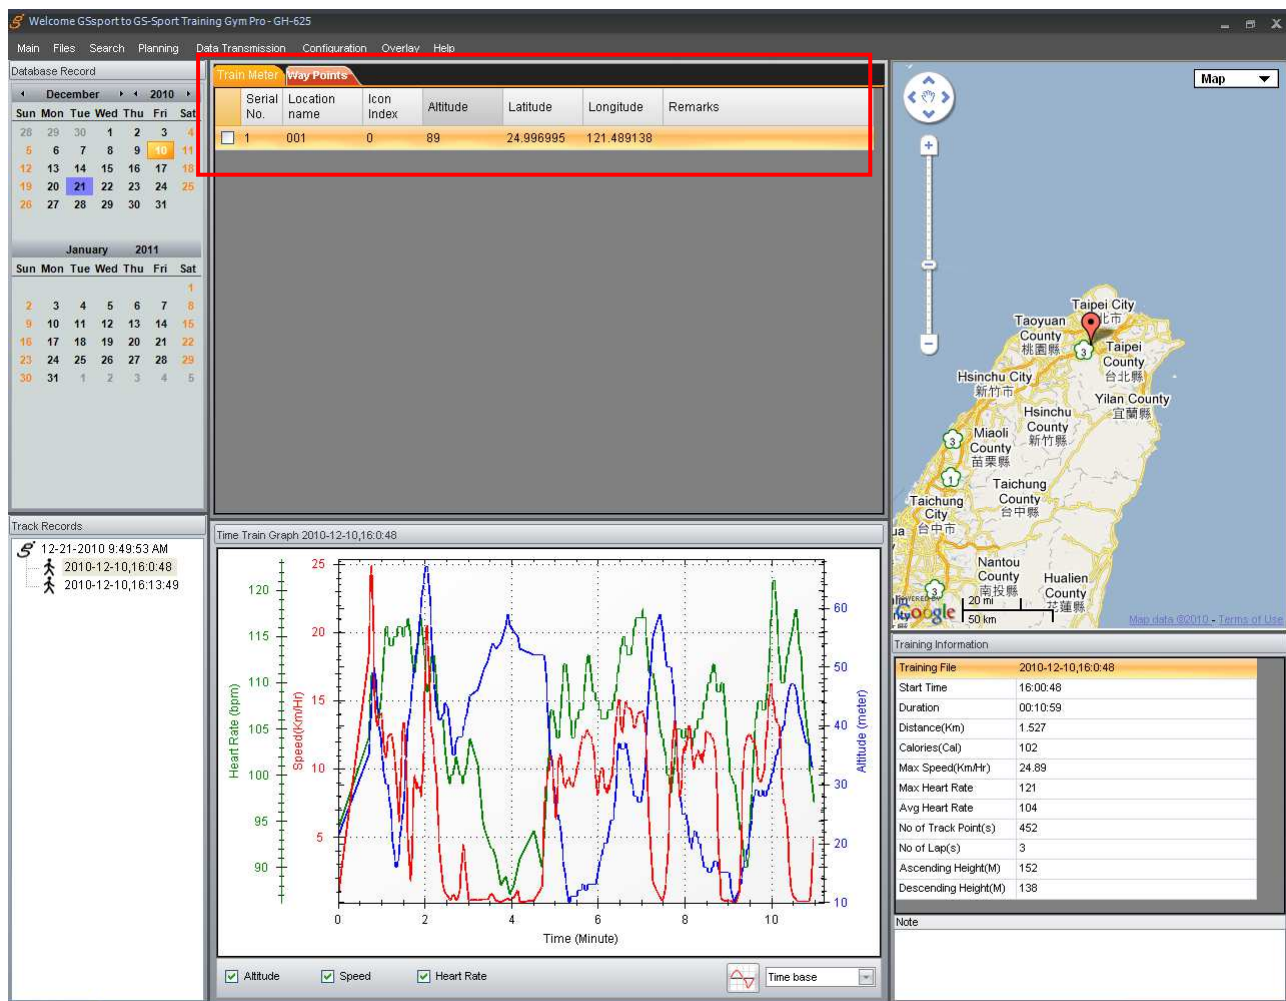 Welcome GSsport to GS-Sport Training Gym Pro - GH-625
Main Files Search Planning Data Transmission Configuration Overlay Help
Database Record
December 2010
Sun Mon Tue Wed Thu Fri Sat
28 29 30 1 2 3 4
5 6 7 8 9 10 11
12 13 14 15 16 17 18
19 20 21 22 23 24 25
26 27 28 29 30 31
January 2011
Sun Mon Tue Wed Thu Fri Sat
1
2 3 4 5 6 7 8
9 10 11 12 13 14 15
16 17 18 19 20 21 22
23 24 25 26 27 28 29
30 31 1 2 3 4 5
Train Meter Way Points
Serial No. Location name Icon Index Altitude Latitude Longitude Remarks
1 001 0 89 24.996995 121.489138
Map
Taipei City
北市
Taoyuan
County
桃園縣
3
Taipei
County
台北縣
Hsinchu City
新竹市
Yilan County
宜蘭縣
Hsinchu
County
新竹縣
3
Miaoli
County
苗栗縣
1
Taichung
County
台中縣
Taichung
City
台中市
Nantou
County
南投縣
3
Hualien
County
花蓮縣
POWERED BY
Google
20 mi
50 km
Map data ©2010 - Terms of Use
Track Records
12-21-2010 9:49:53 AM
2010-12-10,16:0:48
2010-12-10,16:13:49
Time Train Graph 2010-12-10,16:0:48
Heart Rate (bpm)
120
115
110
105
100
95
90
Speed(Km/Hr)
25
20
15
10
5
Altitude (meter)
60
50
40
30
20
10
0 2 4 6 8 10
Time (Minute)
Altitude Speed Heart Rate Time base
Training Information
Training File 2010-12-10,16:0:48
Start Time 16:00:48
Duration 00:10:59
Distance(Km) 1.527
Calories(Cal) 102
Max Speed(Km/Hr) 24.89
Max Heart Rate 121
Avg Heart Rate 104
No of Track Point(s) 452
No of Lap(s) 3
Ascending Height(M) 152
Descending Height(M) 138
Note